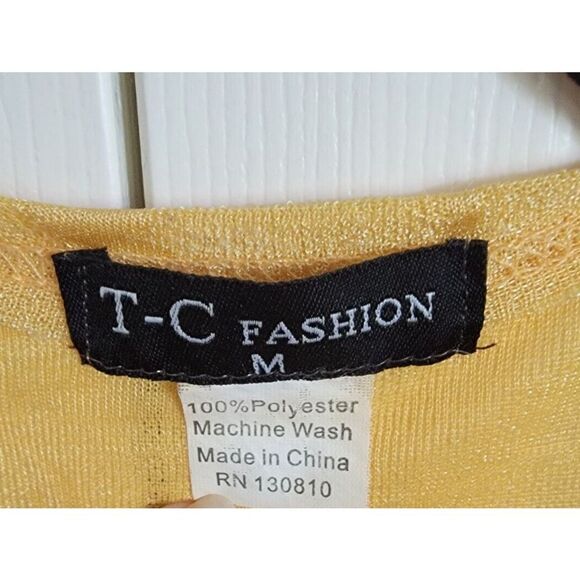 T-C FASHION
M
100%Polyester
Machine Wash
Made in China
RN 130810